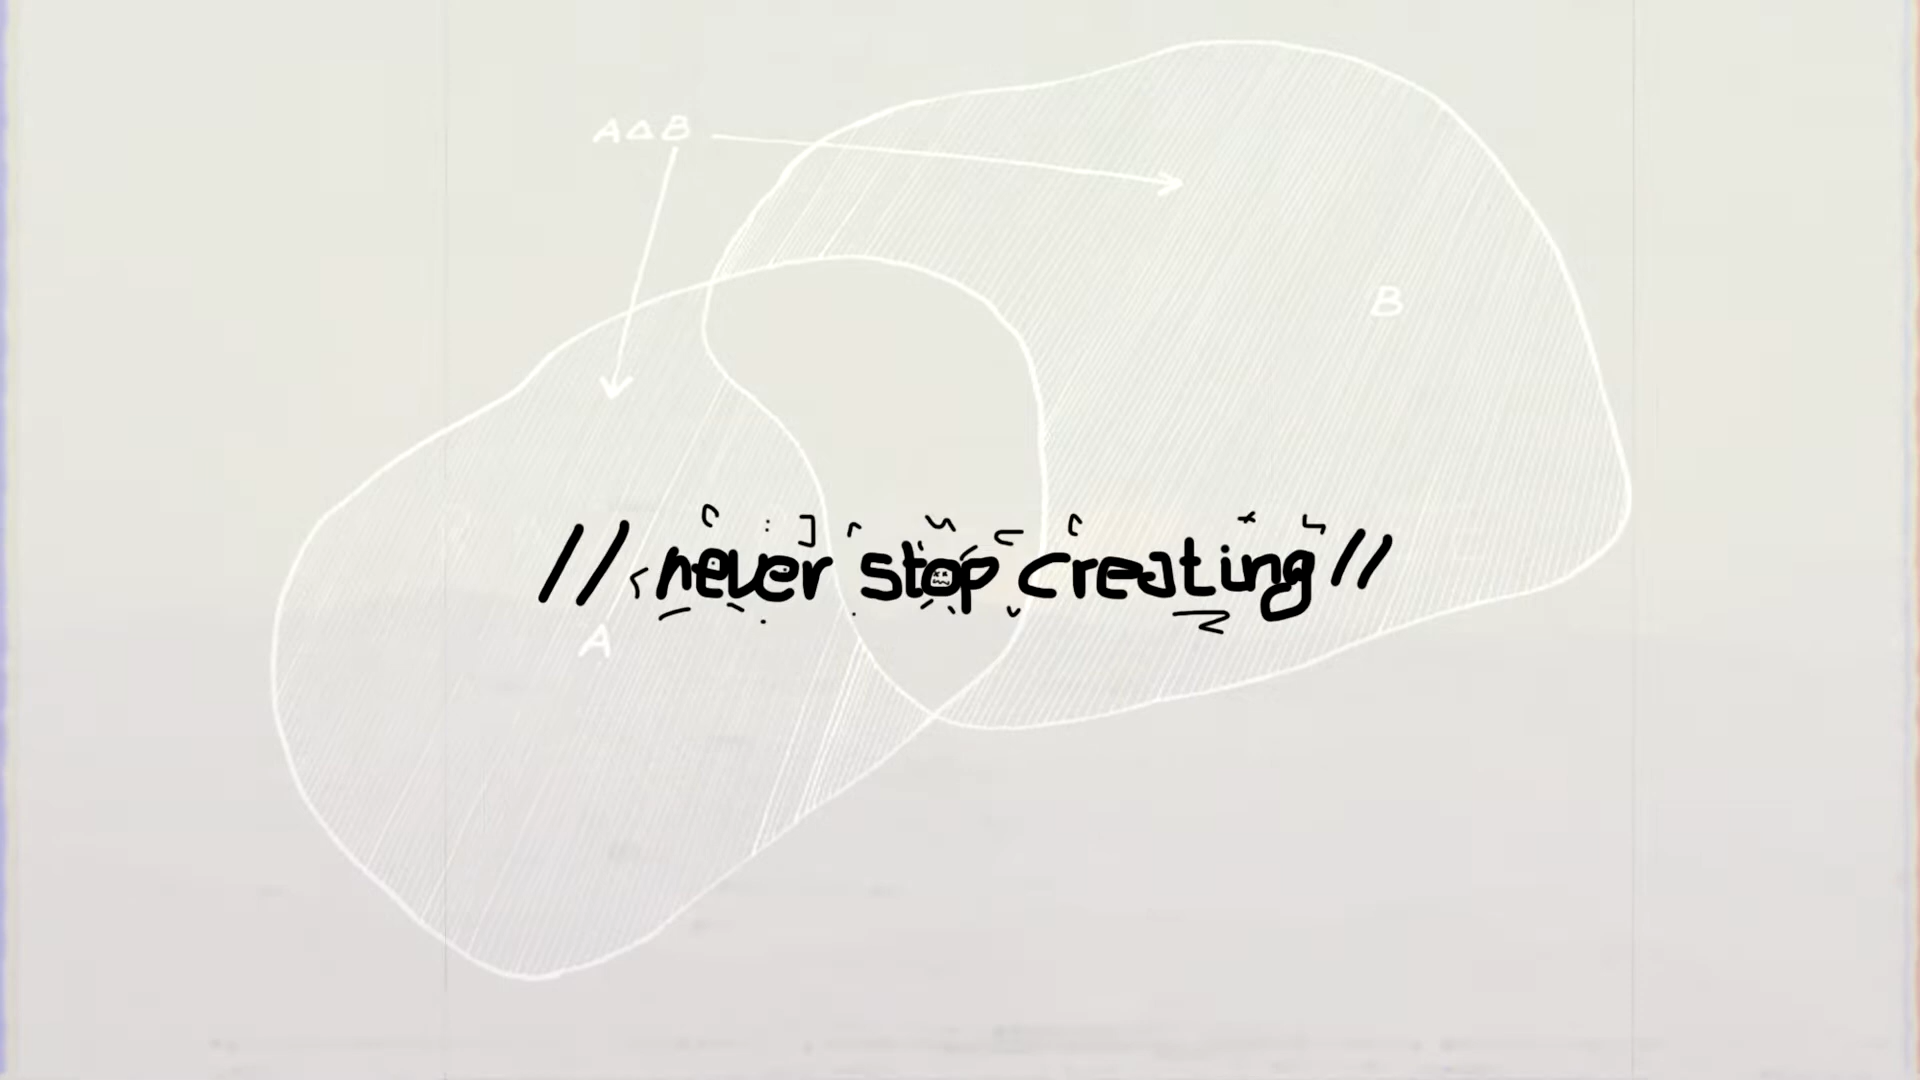 A Δ B
B
// never stop creating //
A